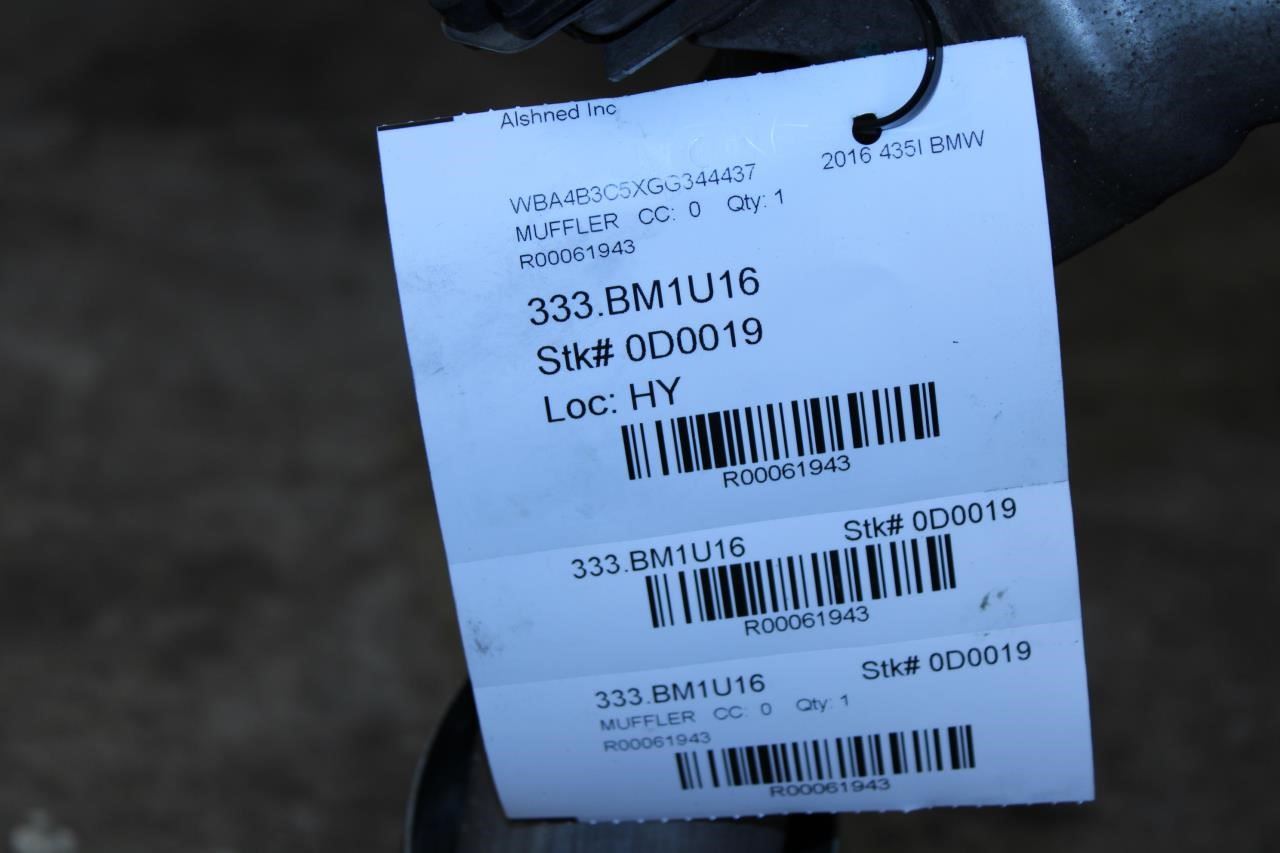 Alshned Inc
WBA4B3C5XGG344437 2016 435I BMW
MUFFLER CC: 0 Qty: 1
R00061943
333.BM1U16
Stk# 0D0019
Loc: HY
R00061943
333.BM1U16 Stk# 0D0019
R00061943
333.BM1U16 Stk# 0D0019
MUFFLER CC: 0 Qty: 1
R00061943
R00061943